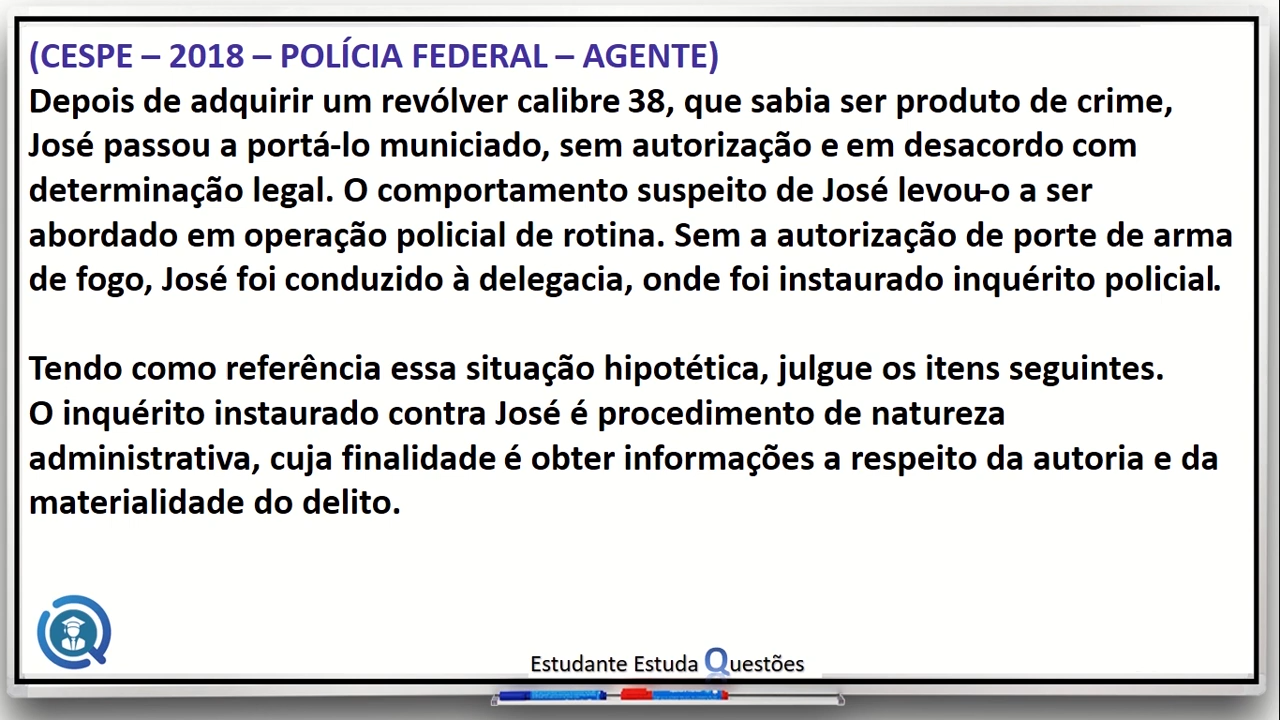 (CESPE – 2018 – POLÍCIA FEDERAL – AGENTE)
Depois de adquirir um revólver calibre 38, que sabia ser produto de crime,
José passou a portá-lo municiado, sem autorização e em desacordo com
determinação legal. O comportamento suspeito de José levou-o a ser
abordado em operação policial de rotina. Sem a autorização de porte de arma
de fogo, José foi conduzido à delegacia, onde foi instaurado inquérito policial.
Tendo como referência essa situação hipotética, julgue os itens seguintes.
O inquérito instaurado contra José é procedimento de natureza
administrativa, cuja finalidade é obter informações a respeito da autoria e da
materialidade do delito.
Estudante Estuda Questões